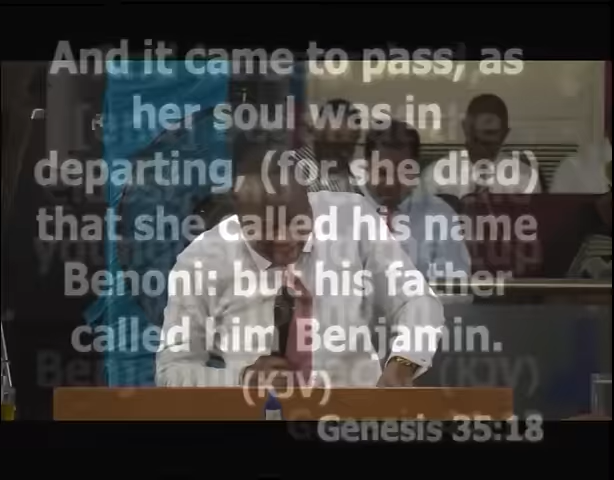 And it came to pass, as
her soul was in
departing, (for she died)
that she called his name
Benoni: but his father
called him Benjamin.
(KJV)
Genesis 35:18